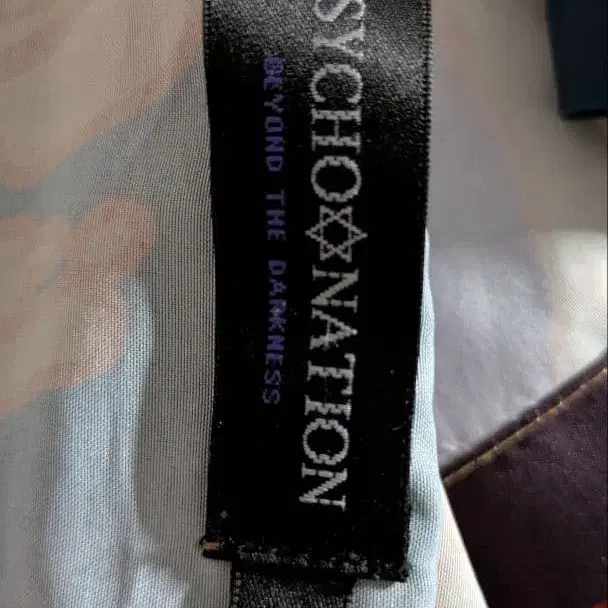 SYCHO✡NATION
BEYOND THE DARKNESS